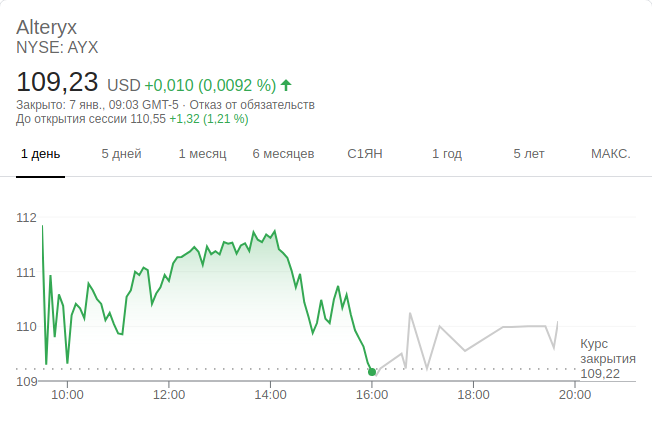 Alteryx
NYSE: AYX
109,23 USD +0,010 (0,0092 %)
Закрыто: 7 янв., 09:03 GMT-5 · Отказ от обязательств
До открытия сессии 110,55 +1,32 (1,21 %)
1 день 5 дней 1 месяц 6 месяцев С1ЯН 1 год 5 лет МАКС.
112
111
110
109
Курс
закрытия
109,22
10:00 12:00 14:00 16:00 18:00 20:00